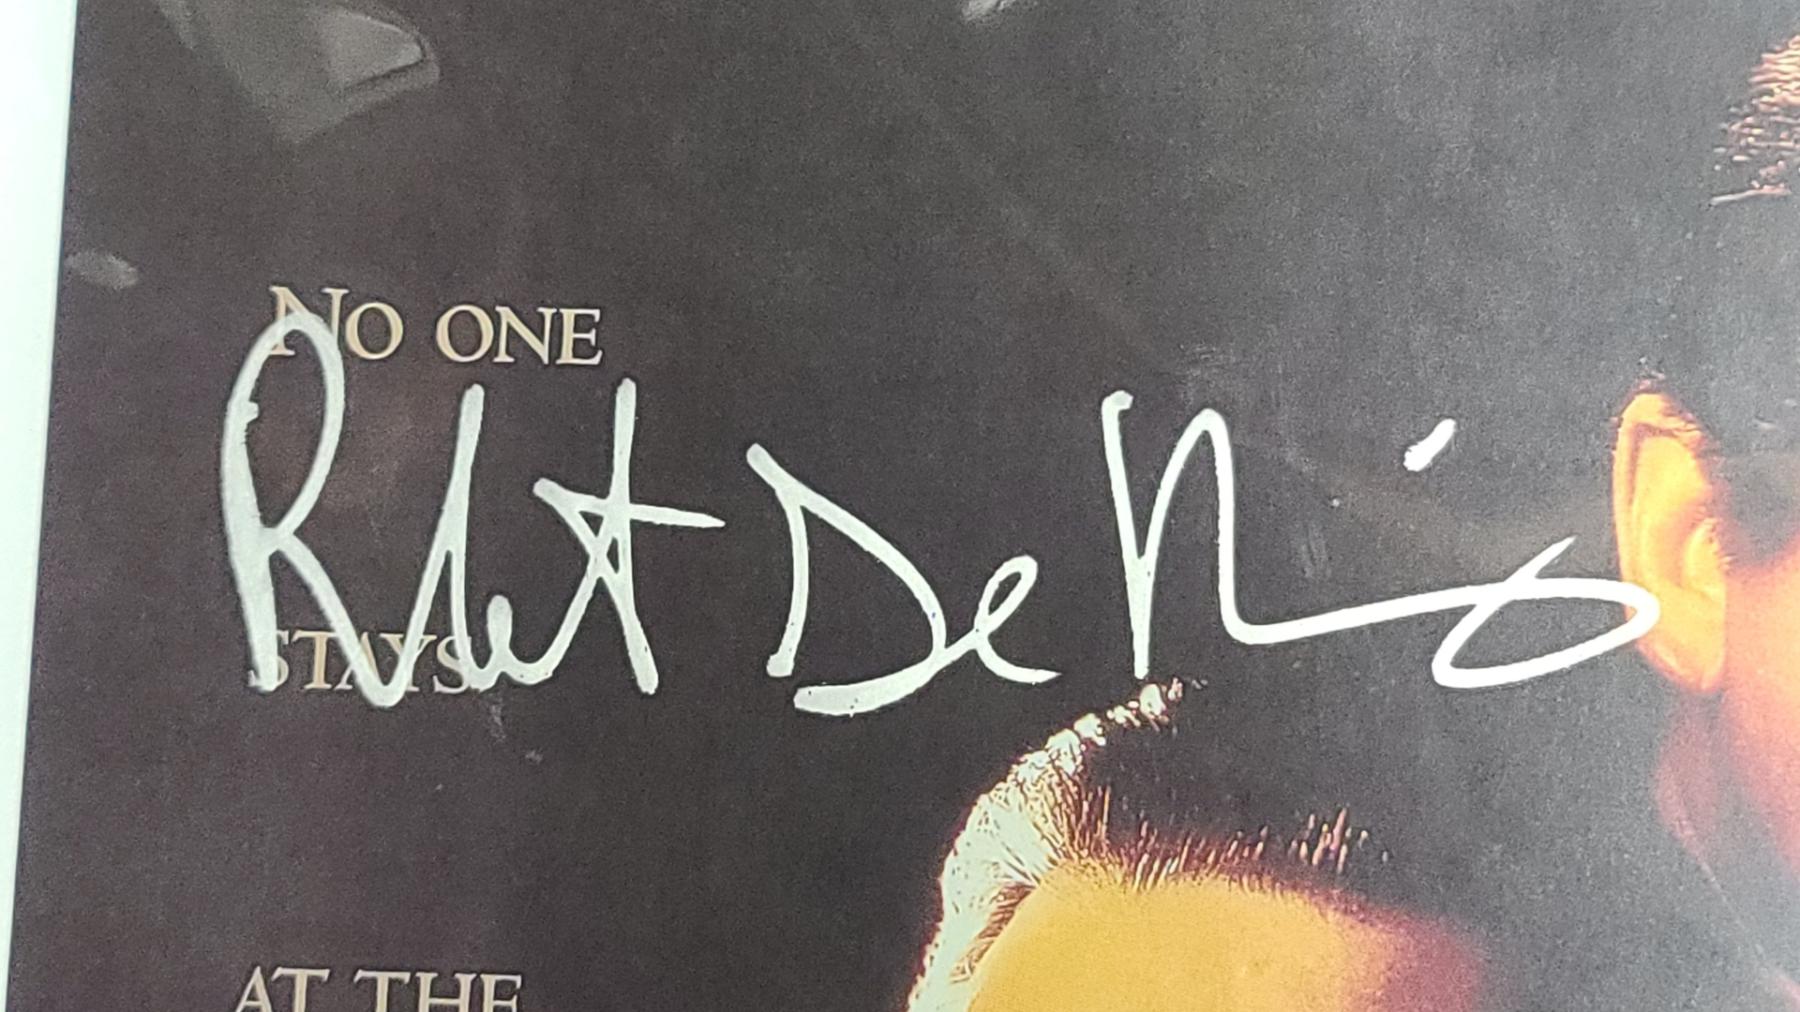 No one
Robert De Niro
stays
at the